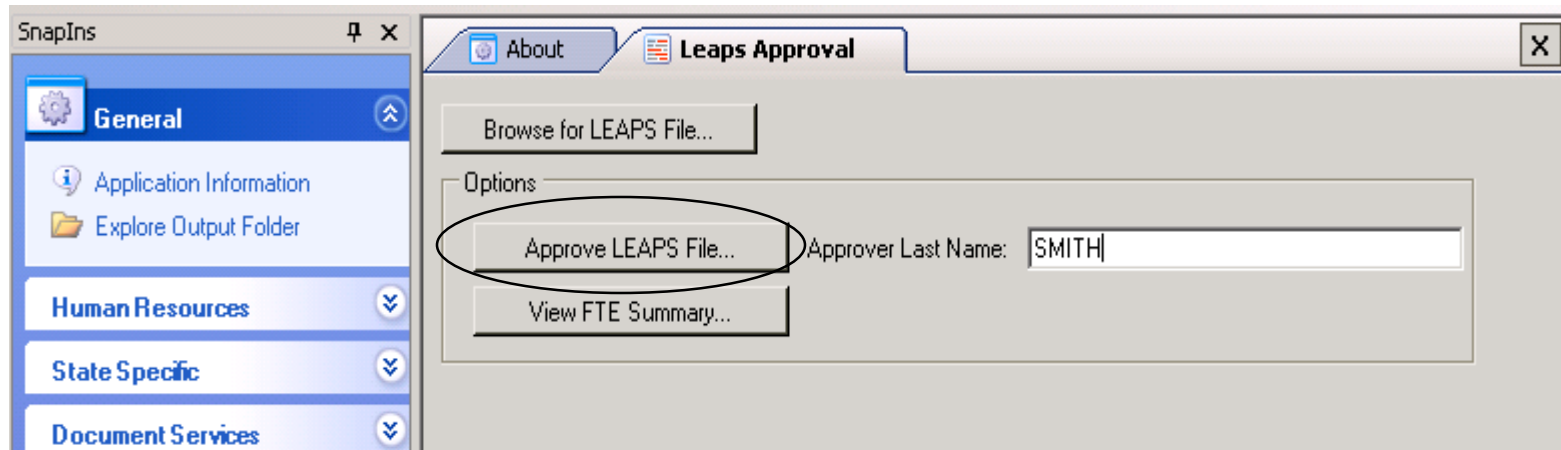 SnapIns
General
Application Information
Explore Output Folder
Human Resources
State Specific
Document Services
About
Leaps Approval
Browse for LEAPS File...
Options
Approve LEAPS File...
Approver Last Name:
SMITH
View FTE Summary...